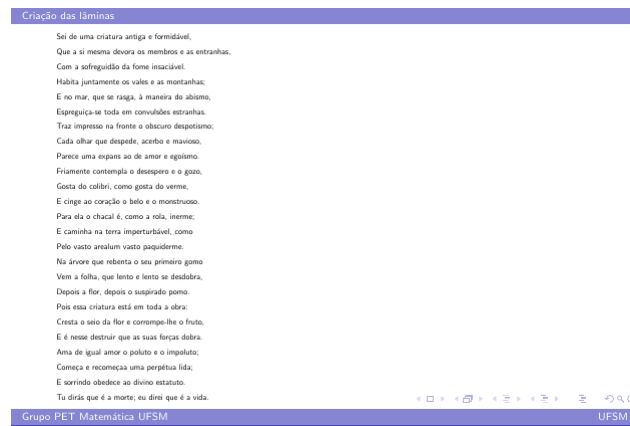 Criação das lâminas
Sei de uma criatura antiga e formidável,
Que a si mesma devora os membros e as entranhas,
Com a sofreguidão da fome insaciável.
Habita juntamente os vales e as montanhas;
E no mar, que se rasga, à maneira do abismo,
Espreguiça-se toda em convulsões estranhas.
Traz impresso na fronte o obscuro despotismo;
Cada olhar que despede, acerbo e mavioso,
Parece uma expans ao de amor e egoísmo.
Friamente contempla o desespero e o gozo,
Gosta do colibri, como gosta do verme,
E cinge ao coração o belo e o monstruoso.
Para ela o chacal é, como a rola, inerme;
E caminha na terra imperturbável, como
Pelo vasto arealum vasto paquiderme.
Na árvore que rebenta o seu primeiro gomo
Vem a folha, que lento e lento se desdobra,
Depois a flor, depois o suspirado pomo.
Pois essa criatura está em toda a obra:
Cresta o seio da flor e corrompe-lhe o fruto,
E é nesse destruir que as suas forças dobra.
Ama de igual amor o poluto e o impoluto;
Começa e recomeçaa uma perpétua lida;
E sorrindo obedece ao divino estatuto.
Tu dirás que é a morte; eu direi que é a vida.
Grupo PET Matemática UFSM UFSM